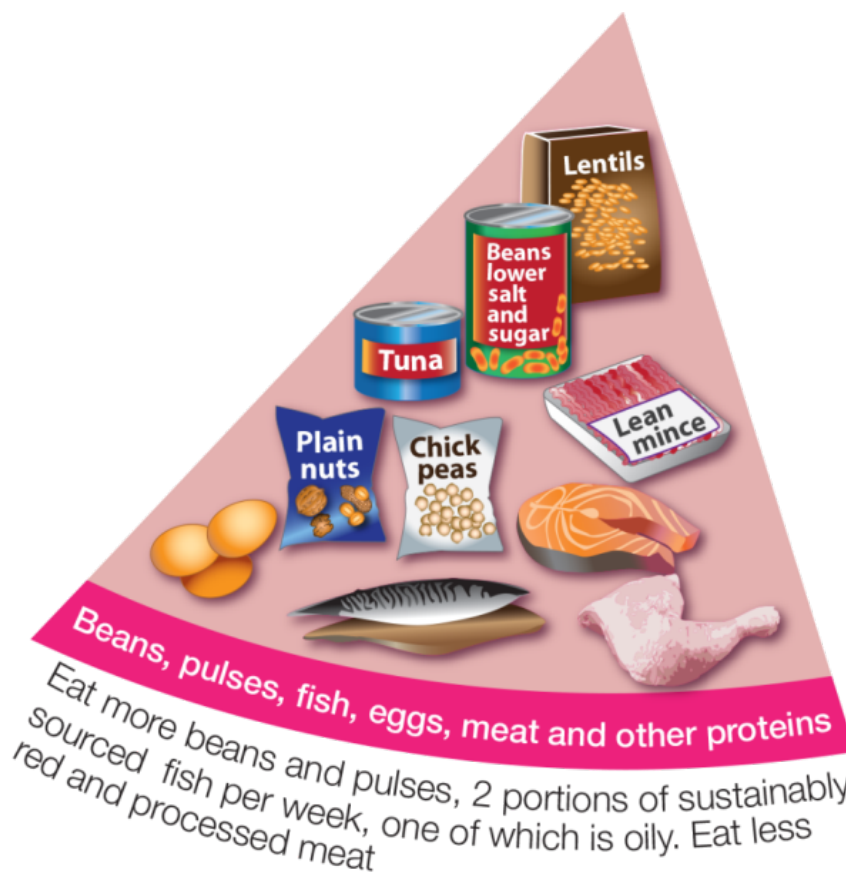 Lentils
Beans
lower
salt
and
sugar
Tuna
Lean
mince
Plain
nuts
Chick
peas
Beans, pulses, fish, eggs, meat and other proteins
Eat more beans and pulses, 2 portions of sustainably
sourced fish per week, one of which is oily. Eat less
red and processed meat